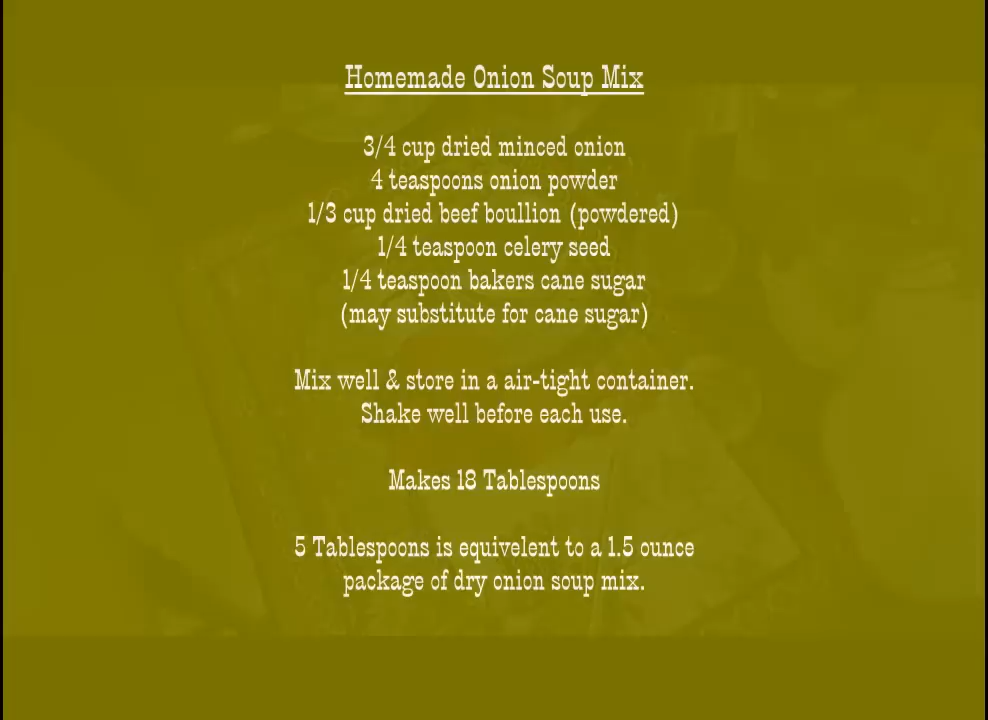 Homemade Onion Soup Mix
3/4 cup dried minced onion
4 teaspoons onion powder
1/3 cup dried beef boullion (powdered)
1/4 teaspoon celery seed
1/4 teaspoon bakers cane sugar
(may substitute for cane sugar)
Mix well & store in a air-tight container.
Shake well before each use.
Makes 18 Tablespoons
5 Tablespoons is equivelent to a 1.5 ounce
package of dry onion soup mix.